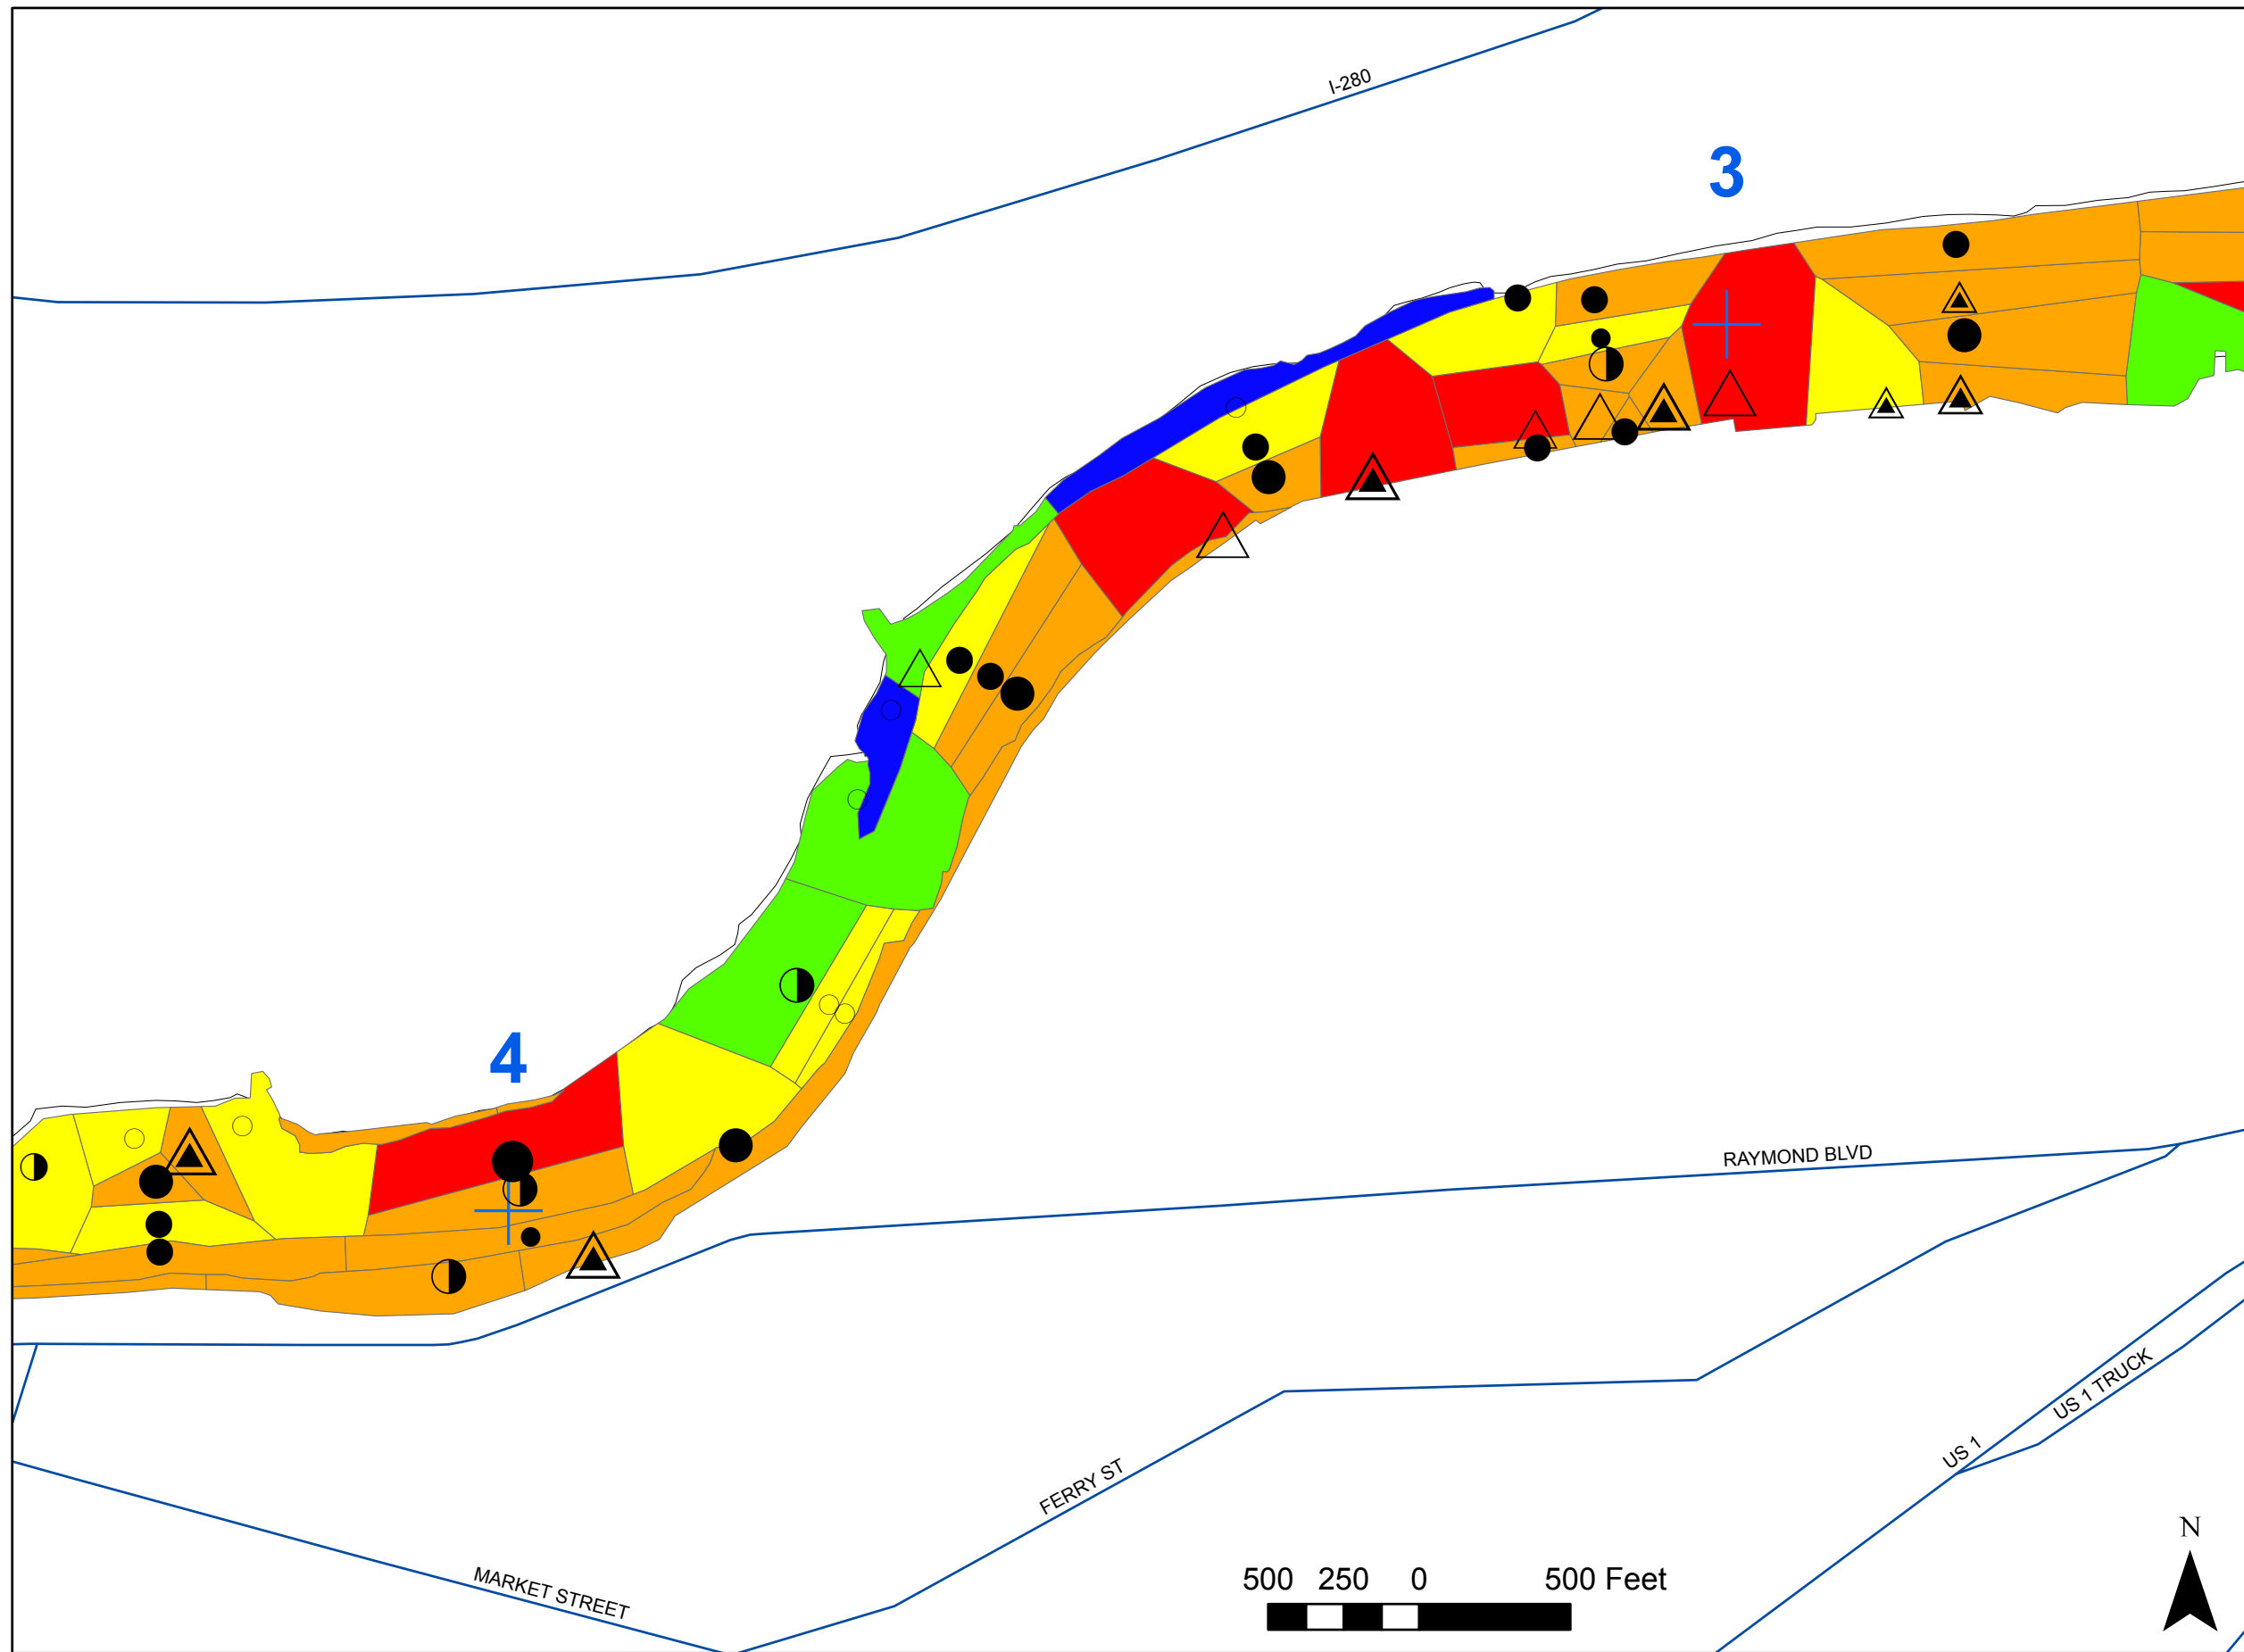 I-280
3
4
RAYMOND BLVD
US 1 TRUCK
US 1
FERRY ST
MARKET STREET
N
500 250 0 500 Feet